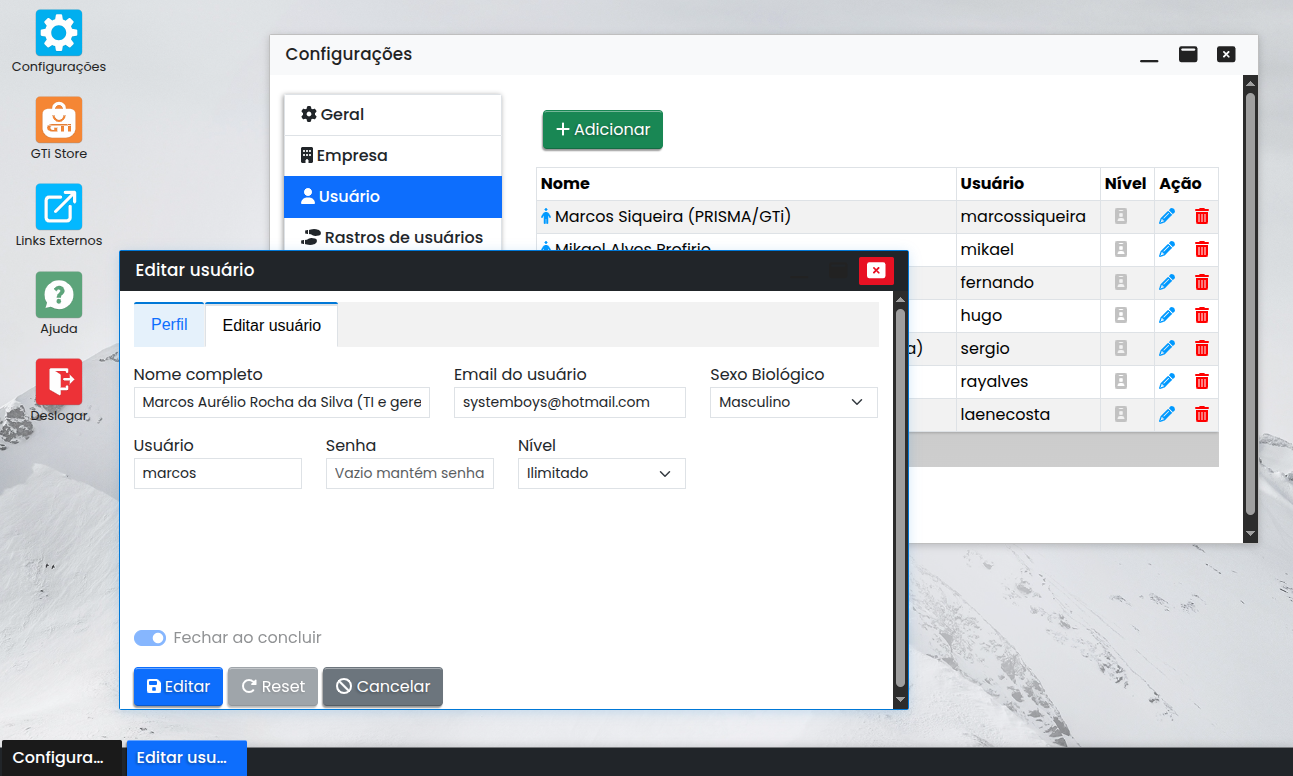 Configurações
GTi
GTi Store
Links Externos
Ajuda
Deslogar
Configurações
Geral
Empresa
Usuário
Rastros de usuários
Adicionar
Nome Usuário Nível Ação
Marcos Siqueira (PRISMA/GTi) marcossiqueira
Mikael Alves Profirio mikael
fernando
hugo
a) sergio
rayalves
laenecosta
Editar usuário
Perfil Editar usuário
Nome completo Email do usuário Sexo Biológico
Marcos Aurélio Rocha da Silva (TI e gere systemboys@hotmail.com Masculino
Usuário Senha Nível
marcos Vazio mantém senha Ilimitado
Fechar ao concluir
Editar Reset Cancelar
Configura... Editar usu...